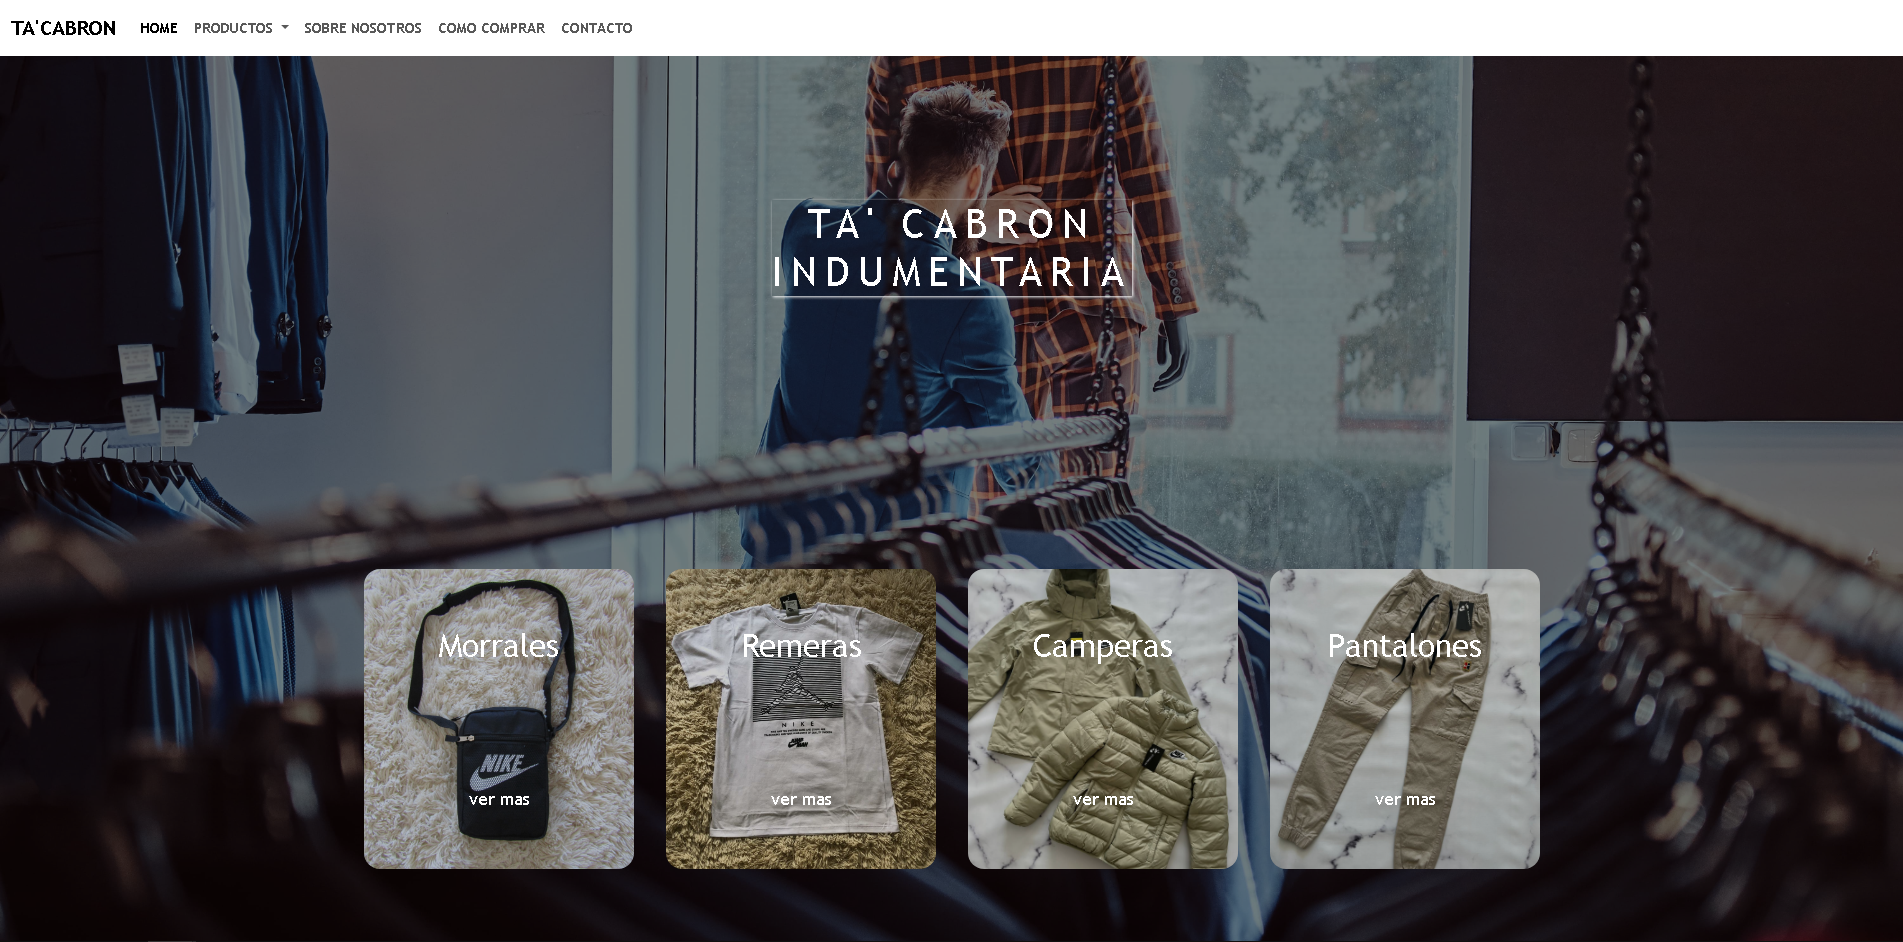 TA'CABRON HOME PRODUCTOS SOBRE NOSOTROS COMO COMPRAR CONTACTO
TA' CABRON
INDUMENTARIA
Morrales
NIKE
ver mas
Remeras
NIKE
ver mas
Camperas
ver mas
Pantalones
ver mas